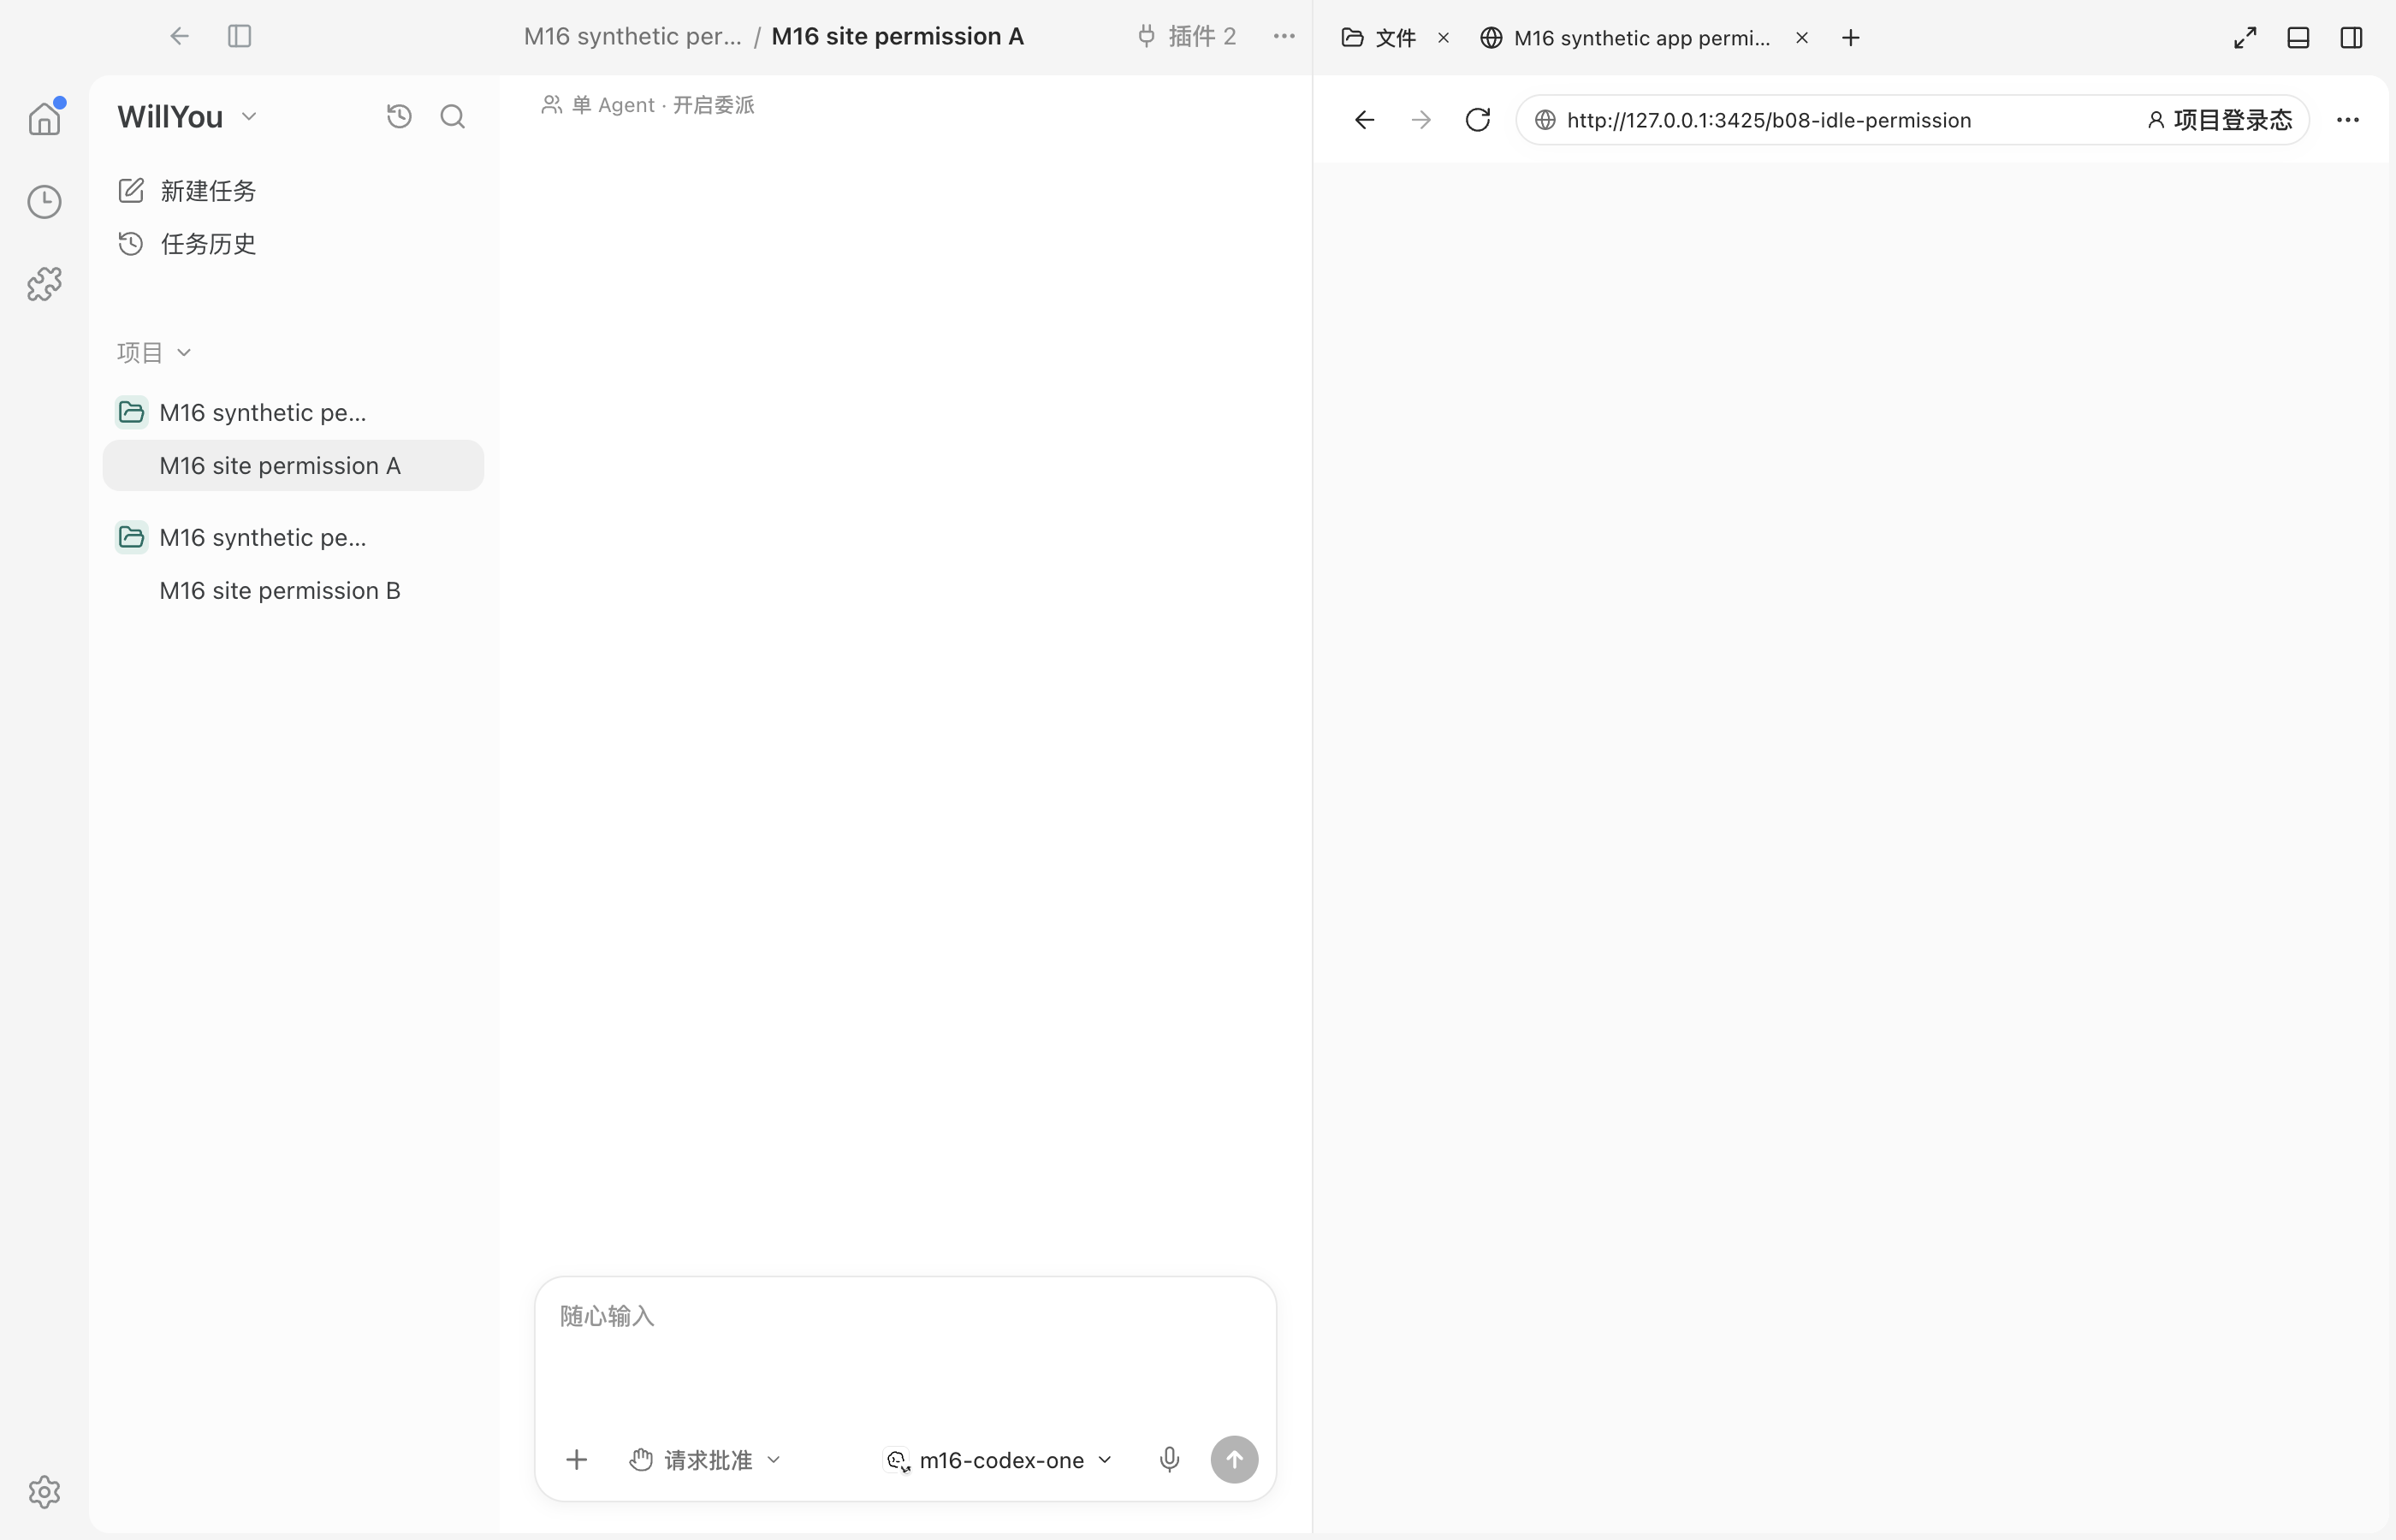 M16 synthetic per... / M16 site permission A
插件 2
文件
M16 synthetic app permi...
WillYou
新建任务
任务历史
项目
M16 synthetic pe...
M16 site permission A
M16 synthetic pe...
M16 site permission B
单 Agent · 开启委派
随心输入
请求批准
m16-codex-one
http://127.0.0.1:3425/b08-idle-permission
项目登录态